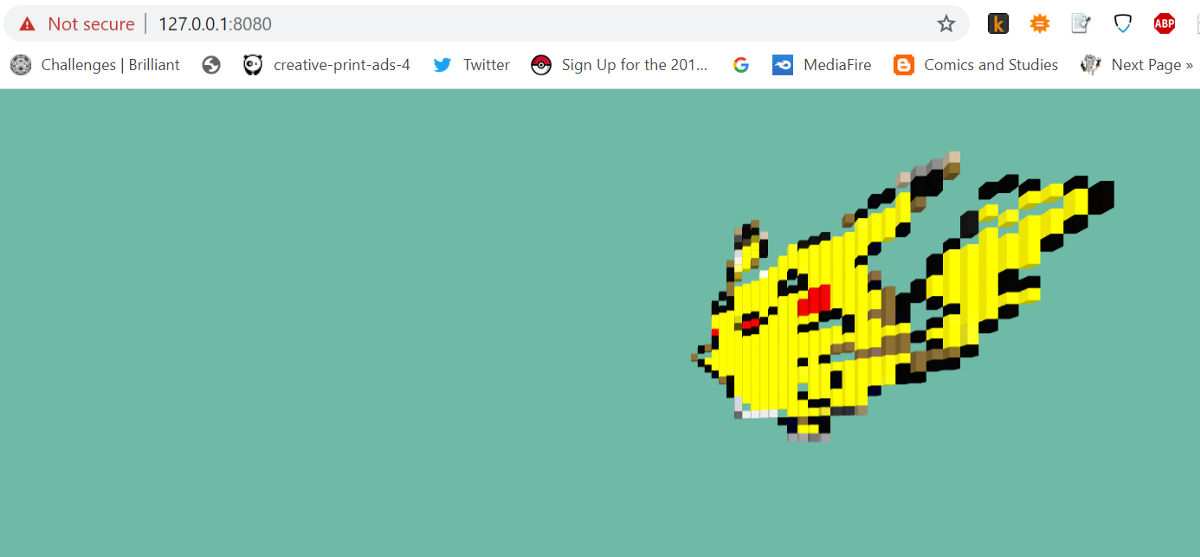 Not secure | 127.0.0.1:8080
k
ABP
Challenges | Brilliant creative-print-ads-4 Twitter Sign Up for the 201... G MediaFire B Comics and Studies Next Page »